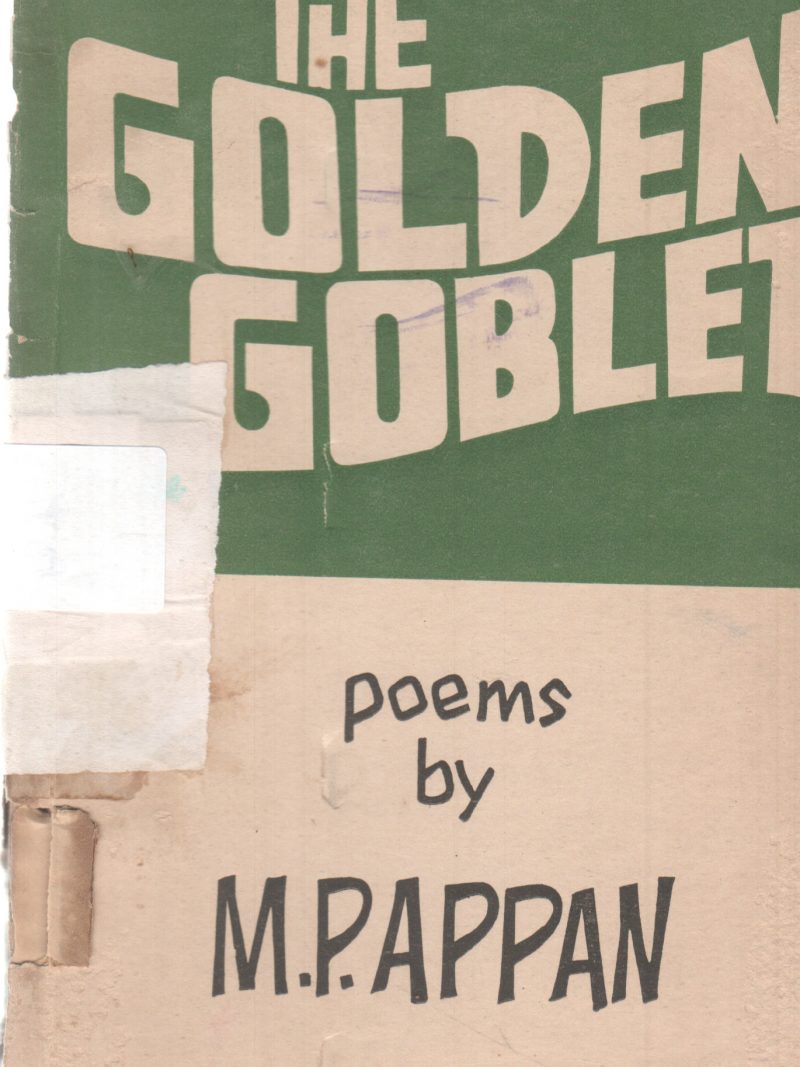 THE
GOLDEN
GOBLET
poems
by
M.P. APPAN